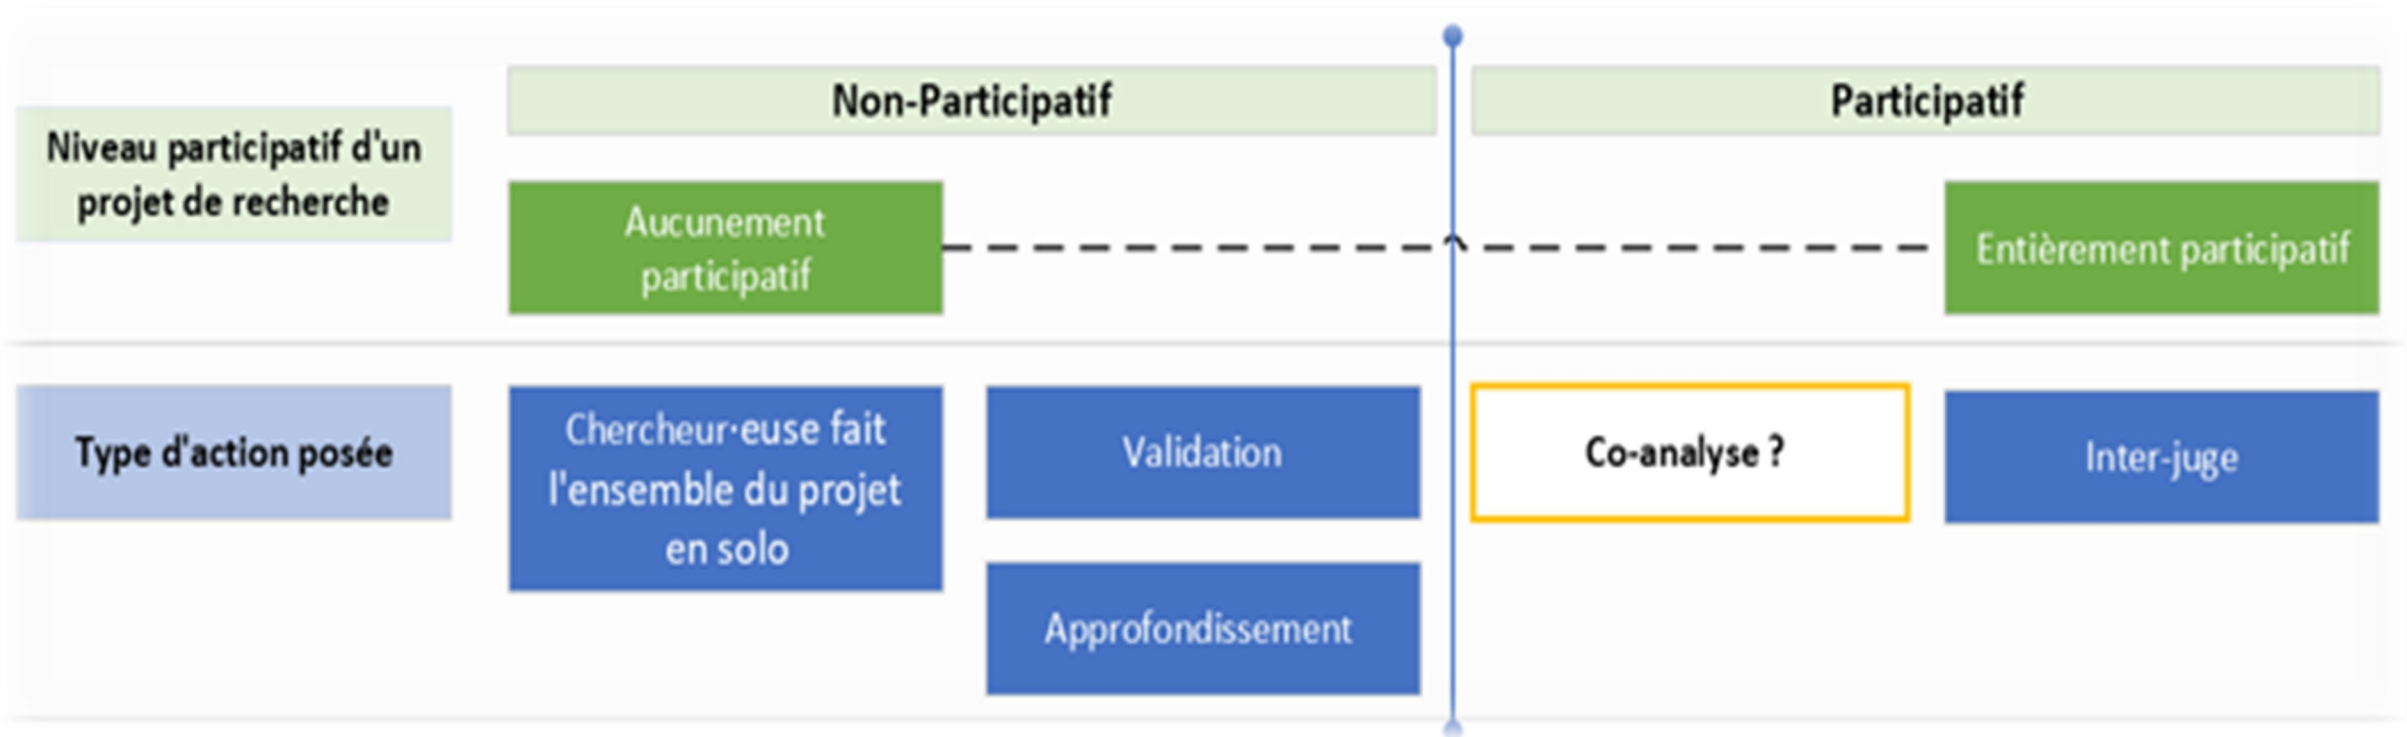 Non-Participatif
Participatif
Niveau participatif d'un
projet de recherche
Aucunement
participatif
Entièrement participatif
Type d'action posée
Chercheur·euse fait
l'ensemble du projet
en solo
Validation
Co-analyse ?
Inter-juge
Approfondissement